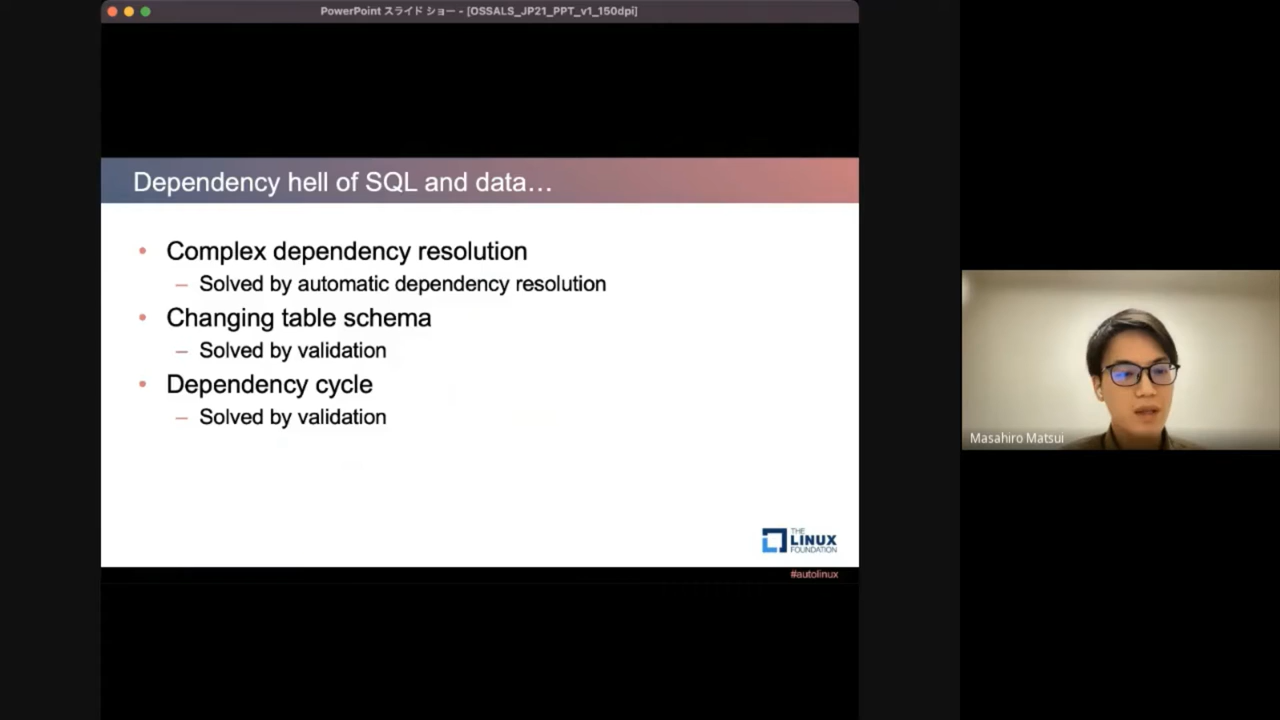 PowerPoint スライド ショー - [OSSALS_JP21_PPT_v1_150dpi]
Dependency hell of SQL and data…
• Complex dependency resolution
– Solved by automatic dependency resolution
• Changing table schema
– Solved by validation
• Dependency cycle
– Solved by validation
THE
LINUX
FOUNDATION
#autolinux
Masahiro Matsui